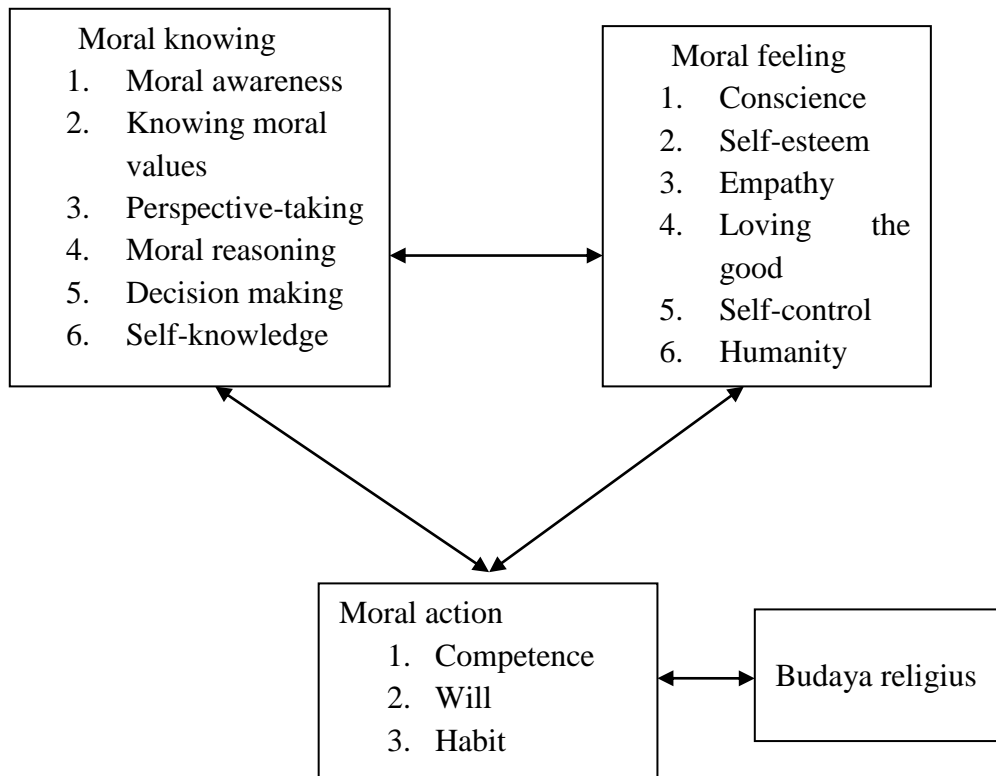 Moral knowing
1. Moral awareness
2. Knowing moral
values
3. Perspective-taking
4. Moral reasoning
5. Decision making
6. Self-knowledge
Moral feeling
1. Conscience
2. Self-esteem
3. Empathy
4. Loving the
good
5. Self-control
6. Humanity
Moral action
1. Competence
2. Will
3. Habit
Budaya religius